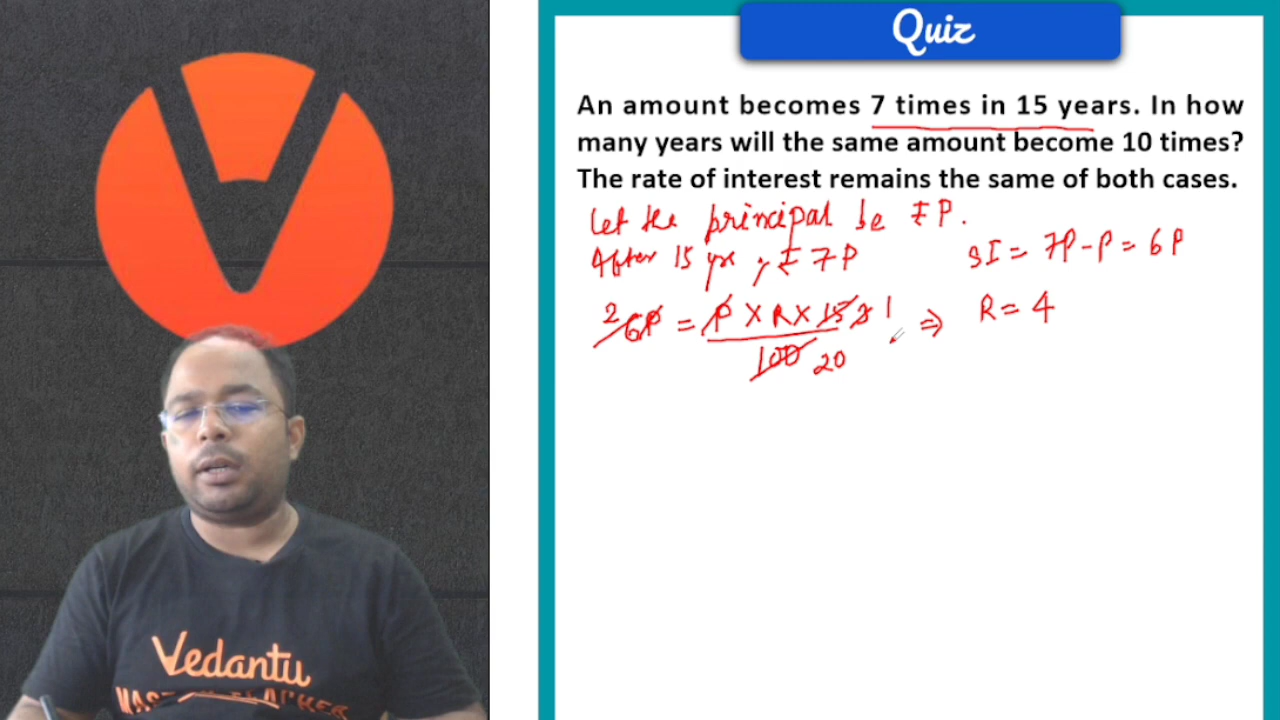 Quiz
An amount becomes 7 times in 15 years. In how
many years will the same amount become 10 times?
The rate of interest remains the same of both cases.
Let the principal be ₹ P.
After 15 yrs, ₹ 7P
SI = 7P - P = 6P
2 6P = P × R × 15 3 1
100 20
⇒ R = 4
Vedantu